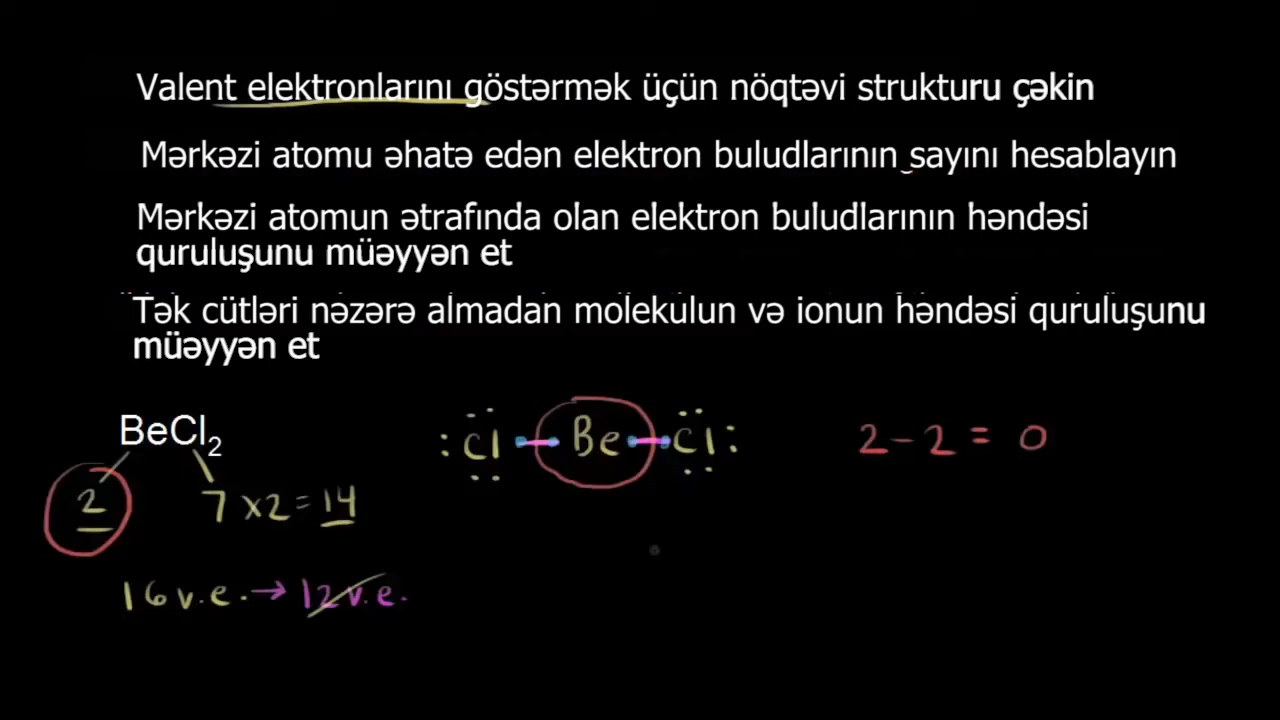 Valent elektronlarını göstərmək üçün nöqtəvi strukturu çəkin
Mərkəzi atomu əhatə edən elektron buludlarının sayını hesablayın
Mərkəzi atomun ətrafında olan elektron buludlarının həndəsi
quruluşunu müəyyən et
Tək cütləri nəzərə almadan molekulun və ionun həndəsi quruluşunu
müəyyən et
BeCl₂
:Cl Be Cl:
2-2=0
2
7x2=14
16 v.e. → 12 v.e.